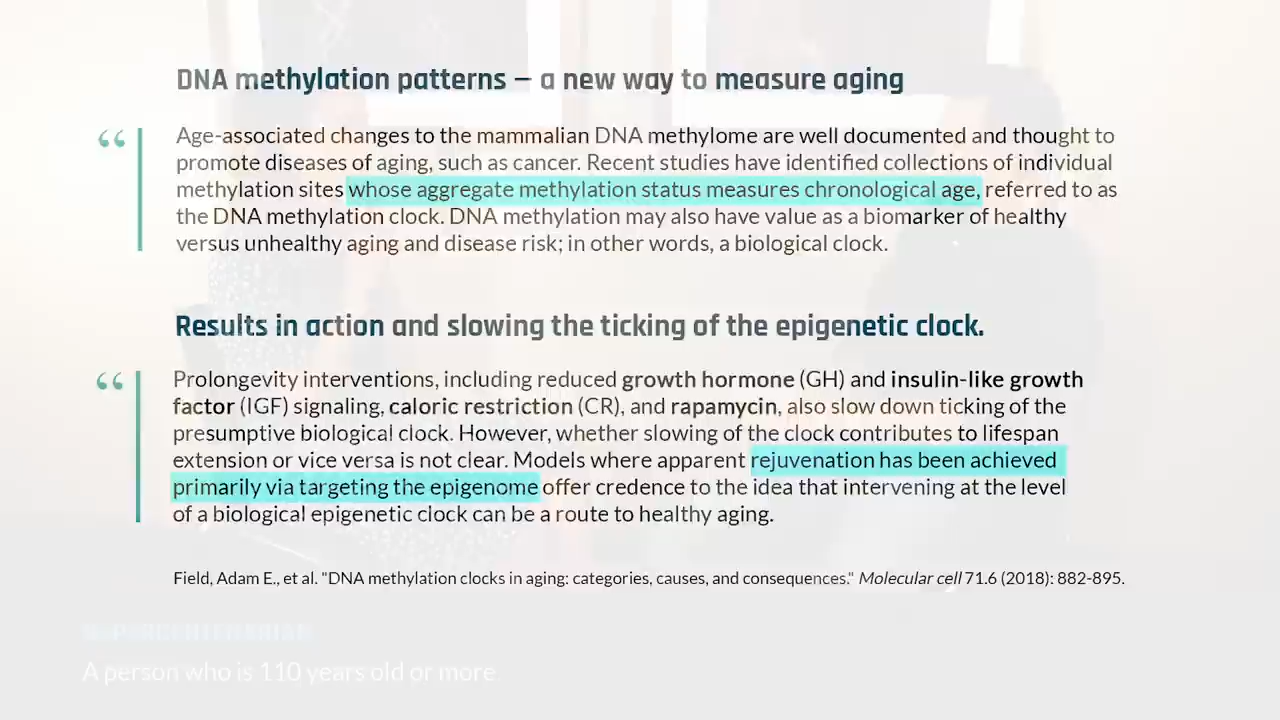 DNA methylation patterns — a new way to measure aging
“
Age-associated changes to the mammalian DNA methylome are well documented and thought to
promote diseases of aging, such as cancer. Recent studies have identified collections of individual
methylation sites whose aggregate methylation status measures chronological age, referred to as
the DNA methylation clock. DNA methylation may also have value as a biomarker of healthy
versus unhealthy aging and disease risk; in other words, a biological clock.
Results in action and slowing the ticking of the epigenetic clock.
“
Prolongevity interventions, including reduced growth hormone (GH) and insulin-like growth
factor (IGF) signaling, caloric restriction (CR), and rapamycin, also slow down ticking of the
presumptive biological clock. However, whether slowing of the clock contributes to lifespan
extension or vice versa is not clear. Models where apparent rejuvenation has been achieved
primarily via targeting the epigenome offer credence to the idea that intervening at the level
of a biological epigenetic clock can be a route to healthy aging.
Field, Adam E., et al. "DNA methylation clocks in aging: categories, causes, and consequences." Molecular cell 71.6 (2018): 882-895.
A person who is 110 years old or more.